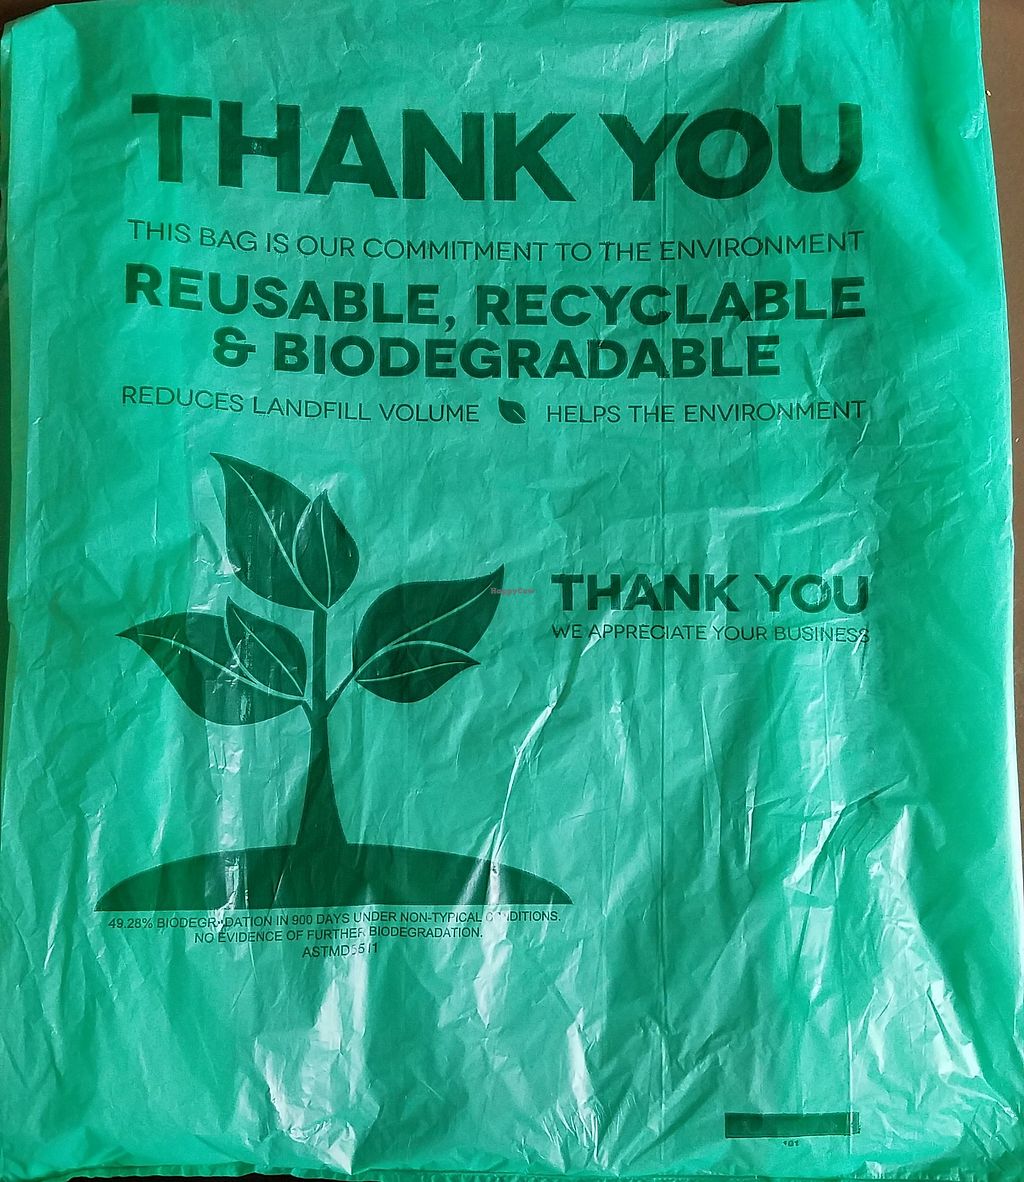 THANK YOU
THIS BAG IS OUR COMMITMENT TO THE ENVIRONMENT
REUSABLE, RECYCLABLE
& BIODEGRADABLE
REDUCES LANDFILL VOLUME HELPS THE ENVIRONMENT
HappyCow
THANK YOU
WE APPRECIATE YOUR BUSINESS
49.28% BIODEGRADATION IN 900 DAYS UNDER NON-TYPICAL CONDITIONS.
NO EVIDENCE OF FURTHER BIODEGRADATION.
ASTMD5511